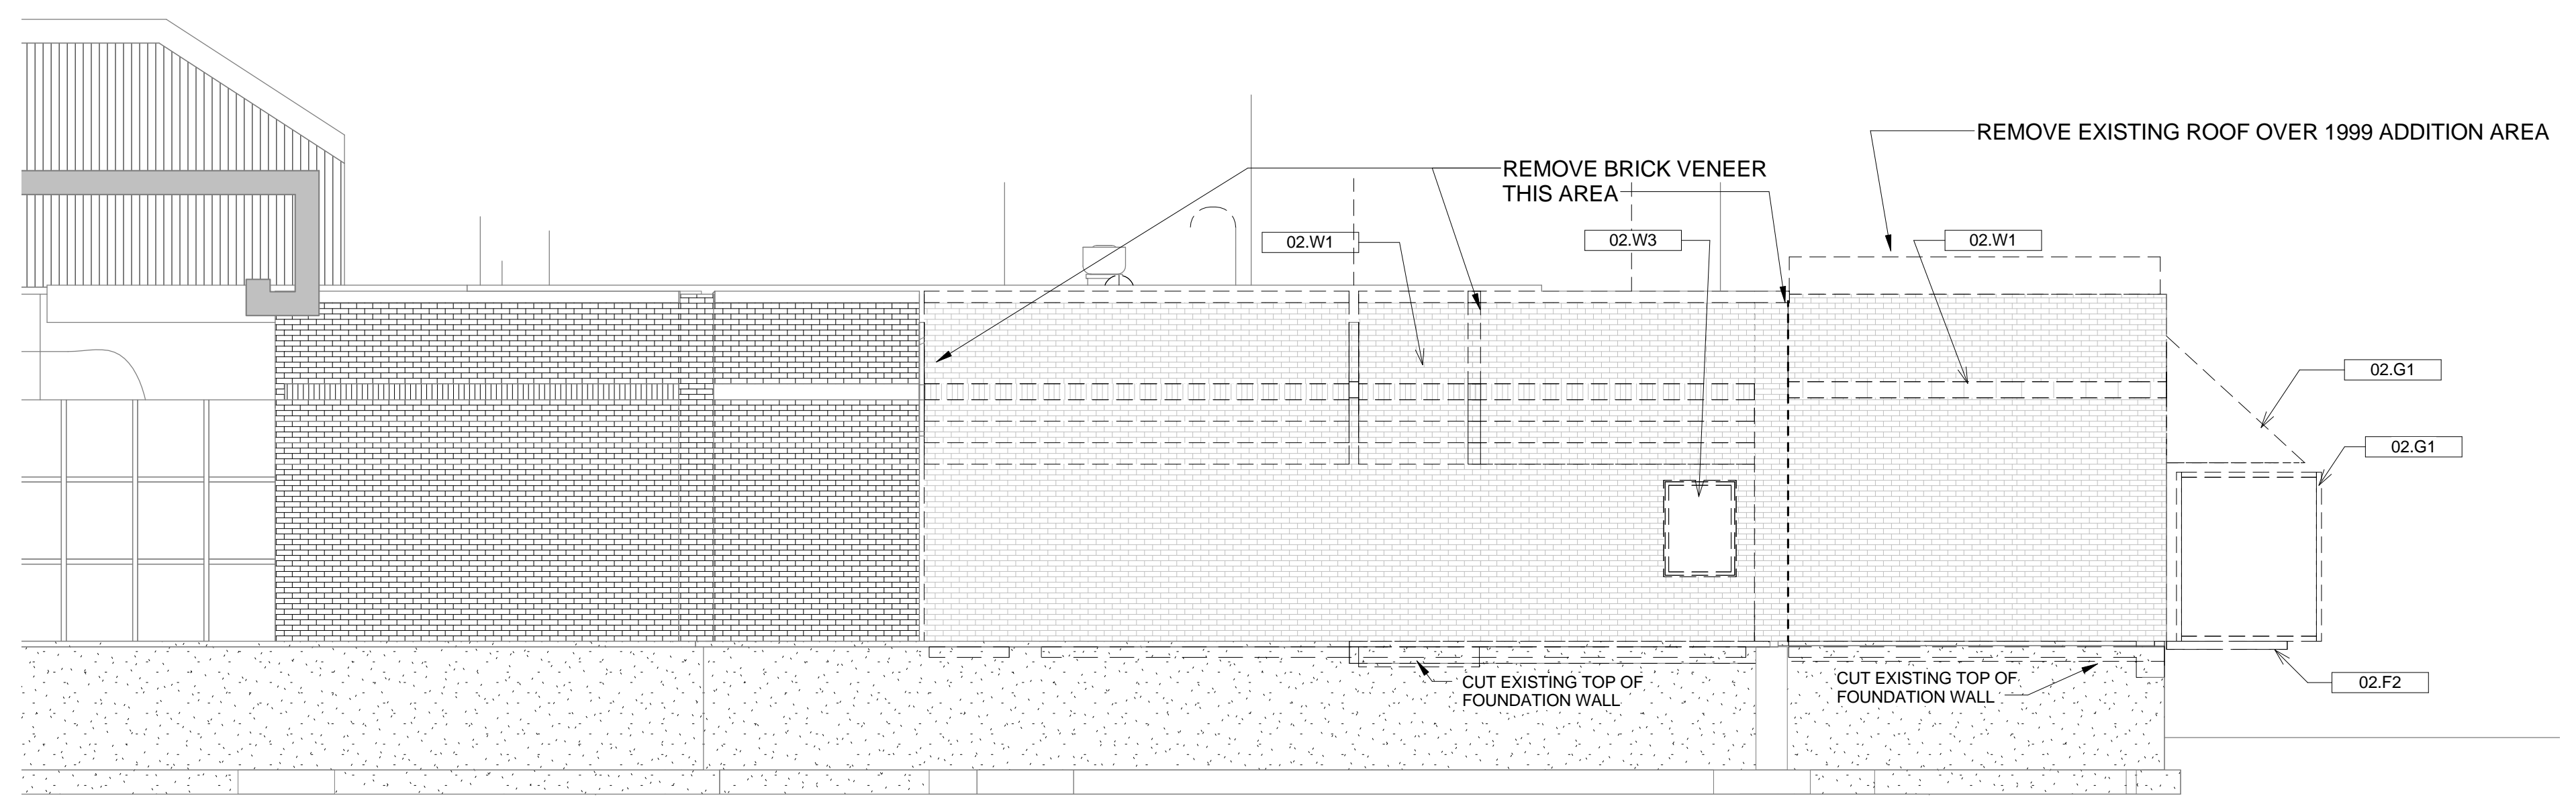 REMOVE EXISTING ROOF OVER 1999 ADDITION AREA
REMOVE BRICK VENEER
THIS AREA
02.W1
02.W3
02.W1
02.G1
02.G1
CUT EXISTING TOP OF
FOUNDATION WALL
CUT EXISTING TOP OF
FOUNDATION WALL
02.F2